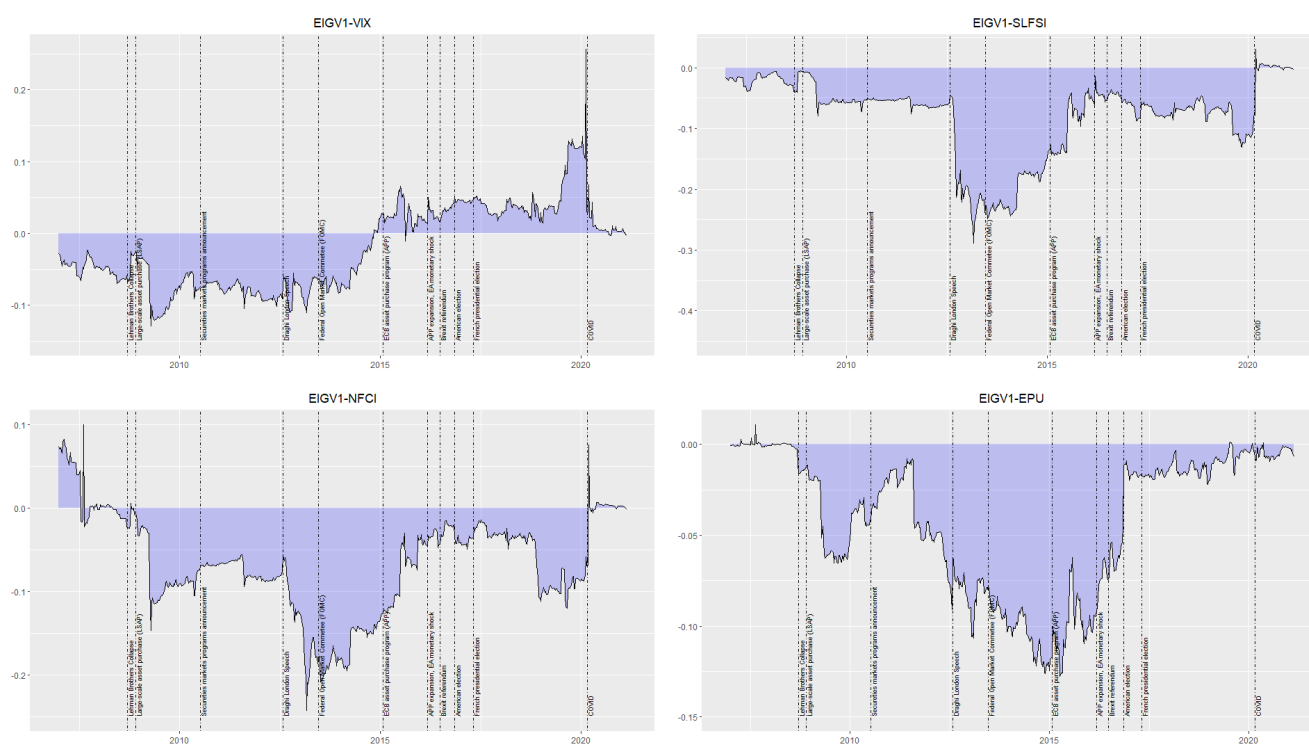 EIGV1-VIX
0.2
0.1
0.0
-0.1
Lehman Brothers Collapse
Large-scale asset purchase (LSAP)
Securities markets programs announcement
Draghi London Speech
Federal Open Market Commetee (FOMC)
ECB asset purchase program (APP)
APP expansion, EA monetary shock
Brexit referendum
American election
French presidential election
COVID
2010
2015
2020
EIGV1-SLFSI
0.0
-0.1
-0.2
-0.3
-0.4
Lehman Brothers Collapse
Large-scale asset purchase (LSAP)
Securities markets programs announcement
Draghi London Speech
Federal Open Market Commetee (FOMC)
ECB asset purchase program (APP)
APP expansion, EA monetary shock
Brexit referendum
American election
French presidential election
COVID
2010
2015
2020
EIGV1-NFCI
0.1
0.0
-0.1
-0.2
Lehman Brothers Collapse
Large-scale asset purchase (LSAP)
Securities markets programs announcement
Draghi London Speech
Federal Open Market Commetee (FOMC)
ECB asset purchase program (APP)
APP expansion, EA monetary shock
Brexit referendum
American election
French presidential election
COVID
2010
2015
2020
EIGV1-EPU
0.00
-0.05
-0.10
-0.15
Lehman Brothers Collapse
Large-scale asset purchase (LSAP)
Securities markets programs announcement
Draghi London Speech
Federal Open Market Commetee (FOMC)
ECB asset purchase program (APP)
APP expansion, EA monetary shock
Brexit referendum
American election
French presidential election
COVID
2010
2015
2020